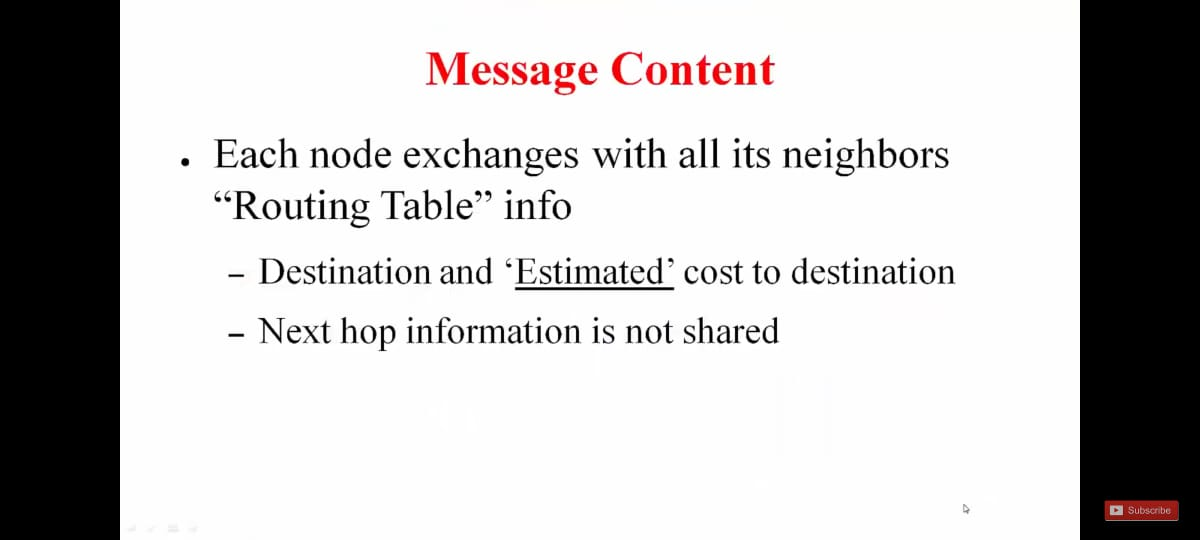 Message Content
• Each node exchanges with all its neighbors
“Routing Table” info
– Destination and ‘Estimated’ cost to destination
– Next hop information is not shared
Subscribe